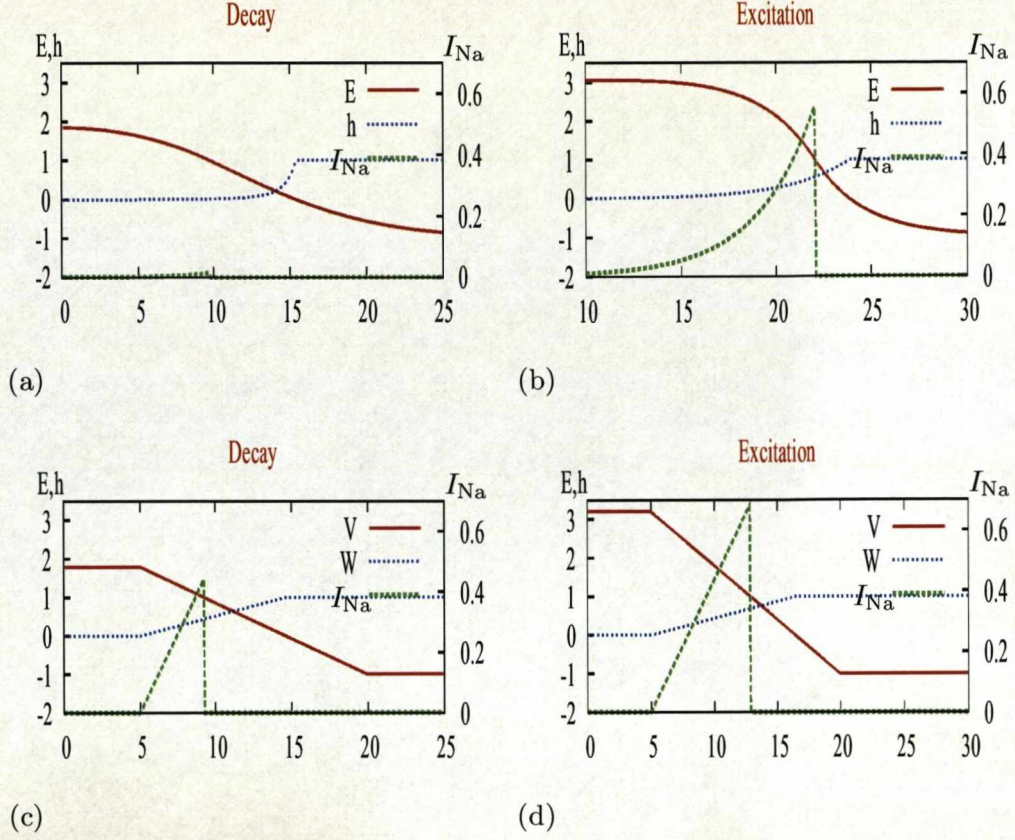 Decay
E,h
I_Na
3
2
1
0
-1
-2
0.6
0.4
0.2
0
E
h
I_Na
0 5 10 15 20 25
(a)
Excitation
E,h
I_Na
3
2
1
0
-1
-2
0.6
0.4
0.2
0
E
h
I_Na
10 15 20 25 30
(b)
Decay
E,h
I_Na
3
2
1
0
-1
-2
0.6
0.4
0.2
0
V
W
I_Na
0 5 10 15 20 25
(c)
Excitation
E,h
I_Na
3
2
1
0
-1
-2
0.6
0.4
0.2
0
V
W
I_Na
0 5 10 15 20 25 30
(d)